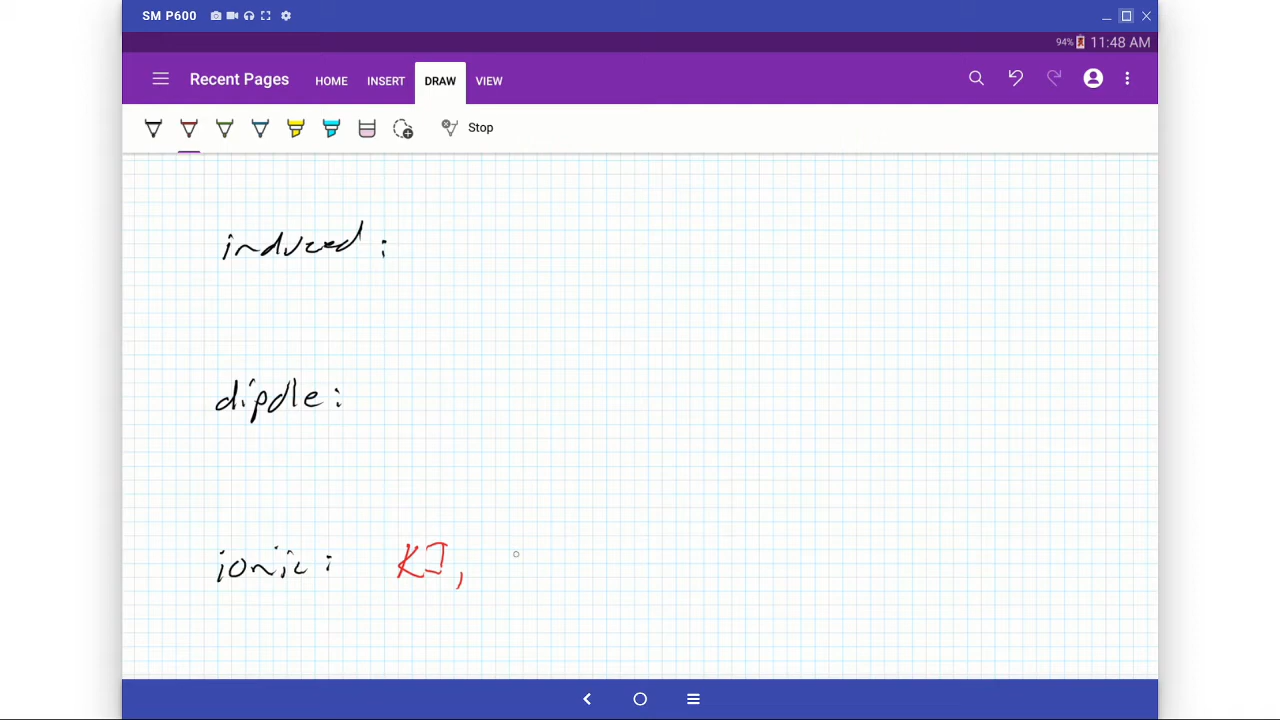 SM P600
94% 11:48 AM
Recent Pages HOME INSERT DRAW VIEW
Stop
induced:
dipole:
ionic: KI,